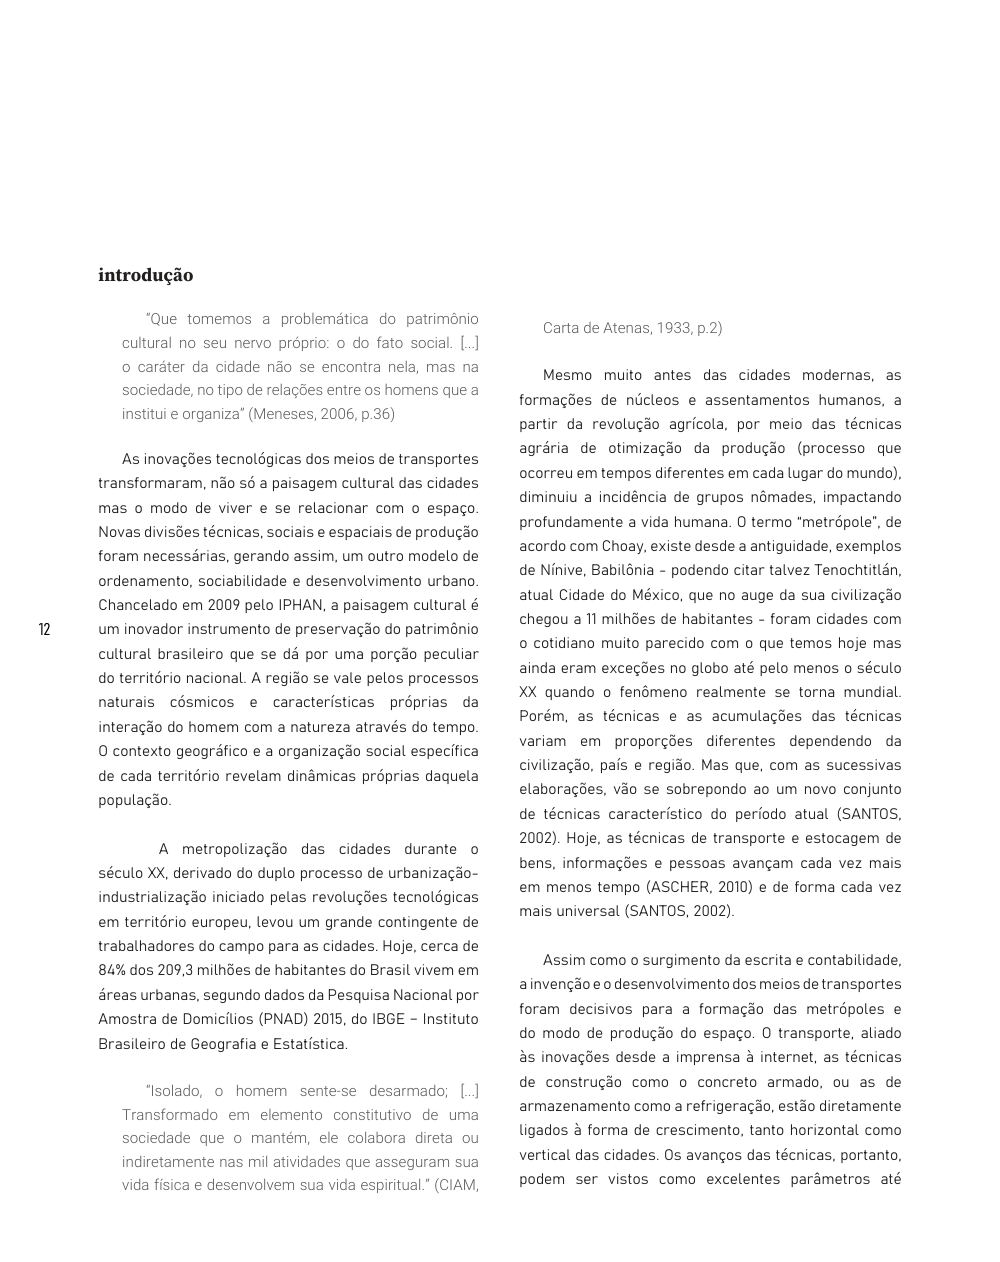 introdução
“Que tomemos a problemática do patrimônio
cultural no seu nervo próprio: o do fato social. [...]
o caráter da cidade não se encontra nela, mas na
sociedade, no tipo de relações entre os homens que a
institui e organiza” (Meneses, 2006, p.36)
As inovações tecnológicas dos meios de transportes
transformaram, não só a paisagem cultural das cidades
mas o modo de viver e se relacionar com o espaço.
Novas divisões técnicas, sociais e espaciais de produção
foram necessárias, gerando assim, um outro modelo de
ordenamento, sociabilidade e desenvolvimento urbano.
Chancelado em 2009 pelo IPHAN, a paisagem cultural é
12
um inovador instrumento de preservação do patrimônio
cultural brasileiro que se dá por uma porção peculiar
do território nacional. A região se vale pelos processos
naturais cósmicos e características próprias da
interação do homem com a natureza através do tempo.
O contexto geográfico e a organização social específica
de cada território revelam dinâmicas próprias daquela
população.
A metropolização das cidades durante o
século XX, derivado do duplo processo de urbanização-
industrialização iniciado pelas revoluções tecnológicas
em território europeu, levou um grande contingente de
trabalhadores do campo para as cidades. Hoje, cerca de
84% dos 209,3 milhões de habitantes do Brasil vivem em
áreas urbanas, segundo dados da Pesquisa Nacional por
Amostra de Domicílios (PNAD) 2015, do IBGE – Instituto
Brasileiro de Geografia e Estatística.
“Isolado, o homem sente-se desarmado; [...]
Transformado em elemento constitutivo de uma
sociedade que o mantém, ele colabora direta ou
indiretamente nas mil atividades que asseguram sua
vida física e desenvolvem sua vida espiritual.” (CIAM,
Carta de Atenas, 1933, p.2)
Mesmo muito antes das cidades modernas, as
formações de núcleos e assentamentos humanos, a
partir da revolução agrícola, por meio das técnicas
agrária de otimização da produção (processo que
ocorreu em tempos diferentes em cada lugar do mundo),
diminuiu a incidência de grupos nômades, impactando
profundamente a vida humana. O termo “metrópole”, de
acordo com Choay, existe desde a antiguidade, exemplos
de Nínive, Babilônia - podendo citar talvez Tenochtitlán,
atual Cidade do México, que no auge da sua civilização
chegou a 11 milhões de habitantes - foram cidades com
o cotidiano muito parecido com o que temos hoje mas
ainda eram exceções no globo até pelo menos o século
XX quando o fenômeno realmente se torna mundial.
Porém, as técnicas e as acumulações das técnicas
variam em proporções diferentes dependendo da
civilização, país e região. Mas que, com as sucessivas
elaborações, vão se sobrepondo ao um novo conjunto
de técnicas característico do período atual (SANTOS,
2002). Hoje, as técnicas de transporte e estocagem de
bens, informações e pessoas avançam cada vez mais
em menos tempo (ASCHER, 2010) e de forma cada vez
mais universal (SANTOS, 2002).
Assim como o surgimento da escrita e contabilidade,
a invenção e o desenvolvimento dos meios de transportes
foram decisivos para a formação das metrópoles e
do modo de produção do espaço. O transporte, aliado
às inovações desde a imprensa à internet, as técnicas
de construção como o concreto armado, ou as de
armazenamento como a refrigeração, estão diretamente
ligados à forma de crescimento, tanto horizontal como
vertical das cidades. Os avanços das técnicas, portanto,
podem ser vistos como excelentes parâmetros até